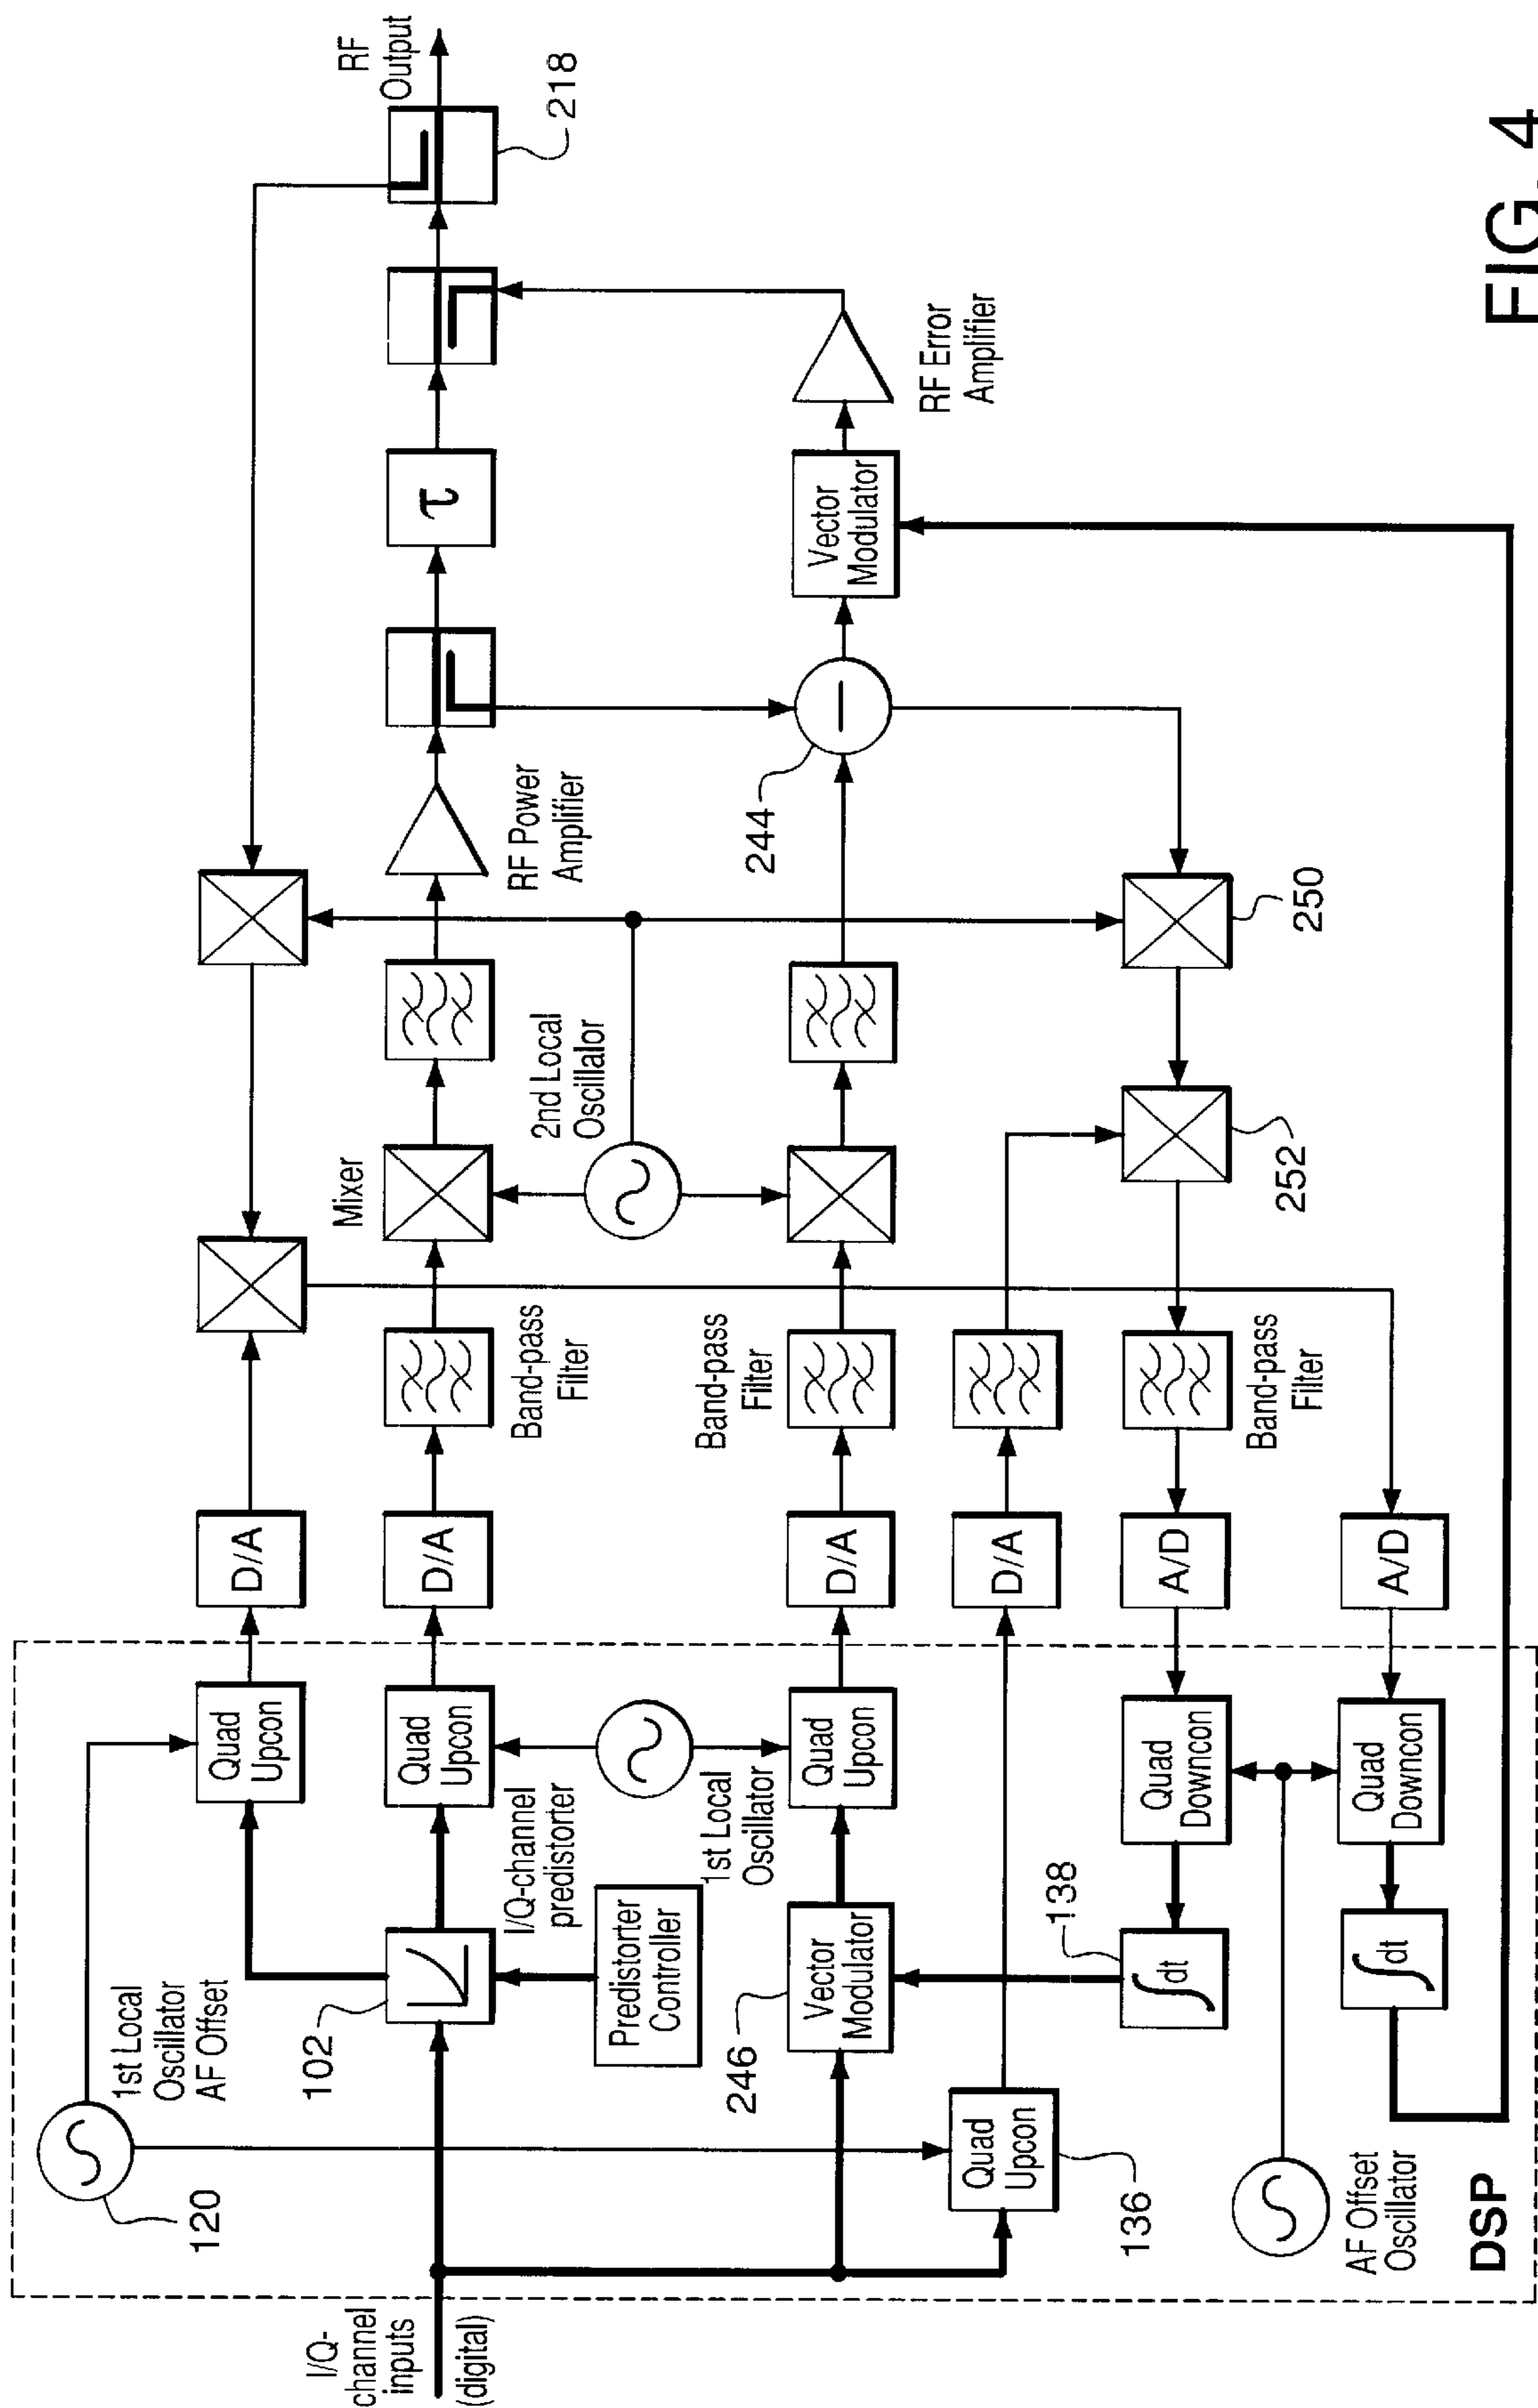 I/Q-
channel
inputs
(digital)
120
1st Local
Oscillator
AF Offset
102
I/Q-channel
predistorter
Predistorter
Controller
Quad
Upcon
Quad
Upcon
1st Local
Oscillator
Quad
Upcon
246
Vector
Modulator
138
∫dt
∫dt
Quad
Upcon
136
Quad
Downcon
Quad
Downcon
AF Offset
Oscillator
DSP
D/A
D/A
D/A
D/A
A/D
A/D
Band-pass
Filter
Band-pass
Filter
Band-pass
Filter
Mixer
2nd Local
Oscillalor
252
250
RF Power
Amplifier
244
τ
Vector
Modulator
RF Error
Amplifier
218
RF
Output
FIG. 4